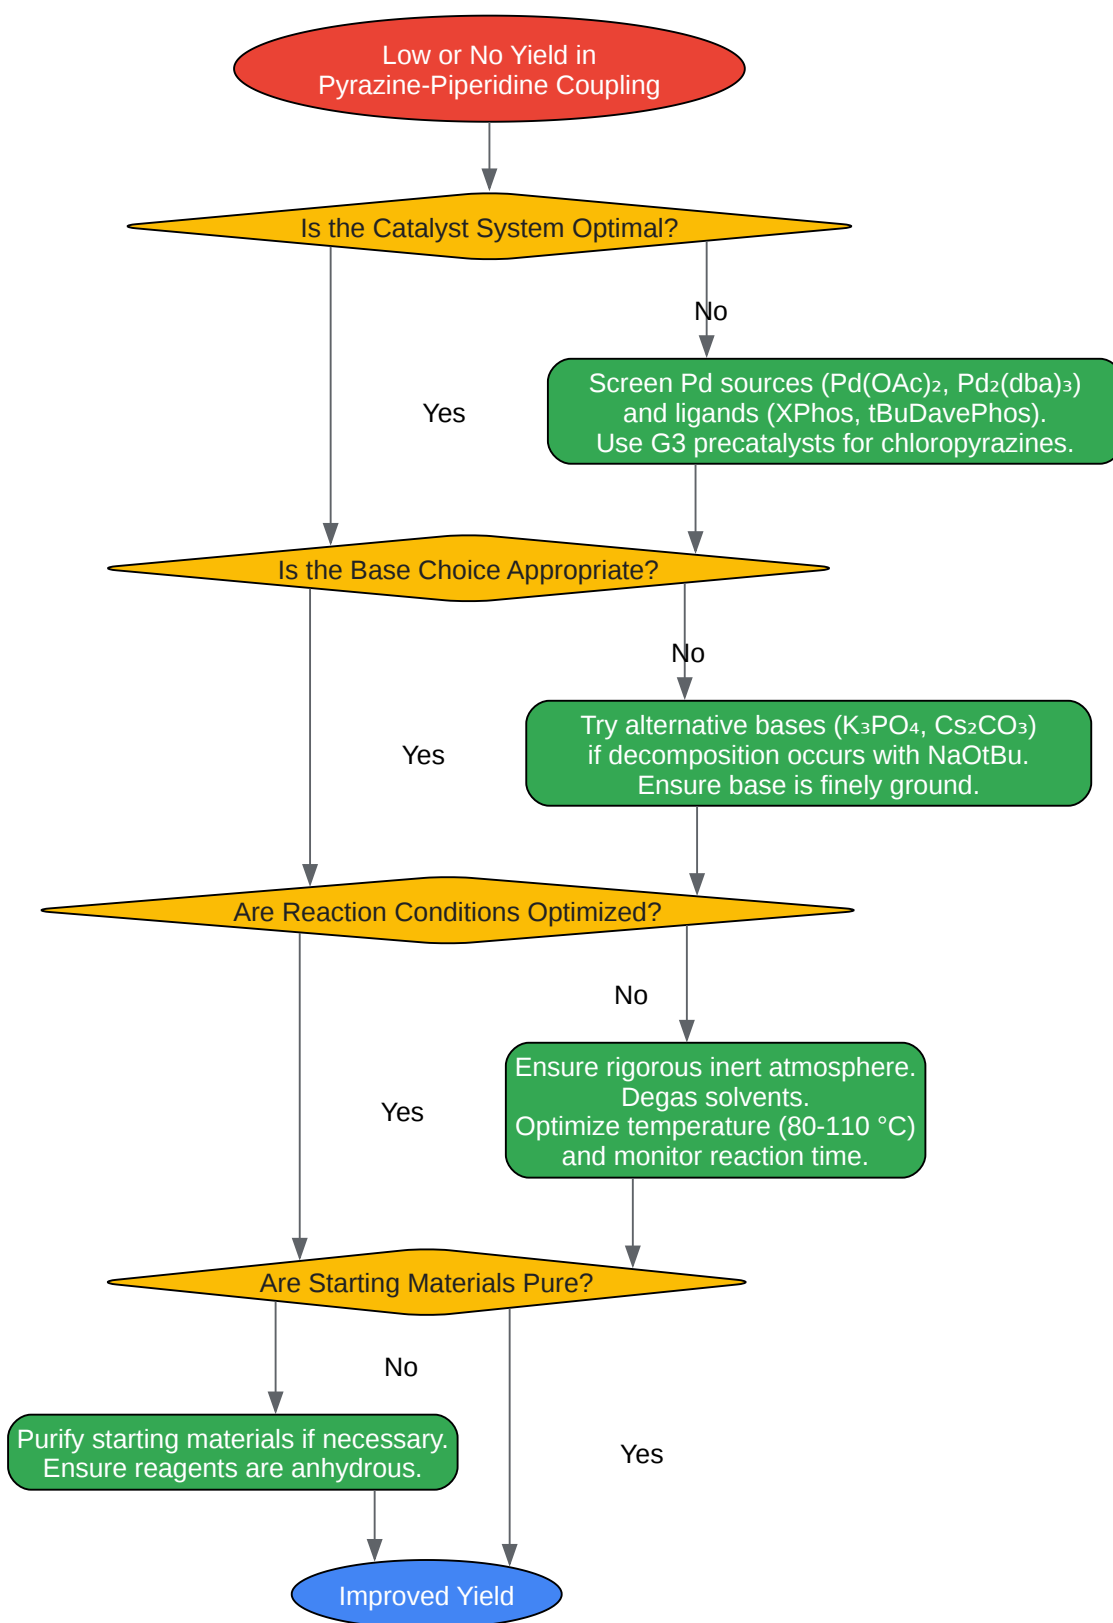 Low or No Yield in
Pyrazine-Piperidine Coupling
Is the Catalyst System Optimal?
No
Screen Pd sources (Pd(OAc)₂, Pd₂(dba)₃)
and ligands (XPhos, tBuDavePhos).
Use G3 precatalysts for chloropyrazines.
Yes
Is the Base Choice Appropriate?
No
Try alternative bases (K₃PO₄, Cs₂CO₃)
if decomposition occurs with NaOtBu.
Ensure base is finely ground.
Yes
Are Reaction Conditions Optimized?
No
Ensure rigorous inert atmosphere.
Degas solvents.
Optimize temperature (80-110 °C)
and monitor reaction time.
Yes
Are Starting Materials Pure?
No
Purify starting materials if necessary.
Ensure reagents are anhydrous.
Yes
Improved Yield